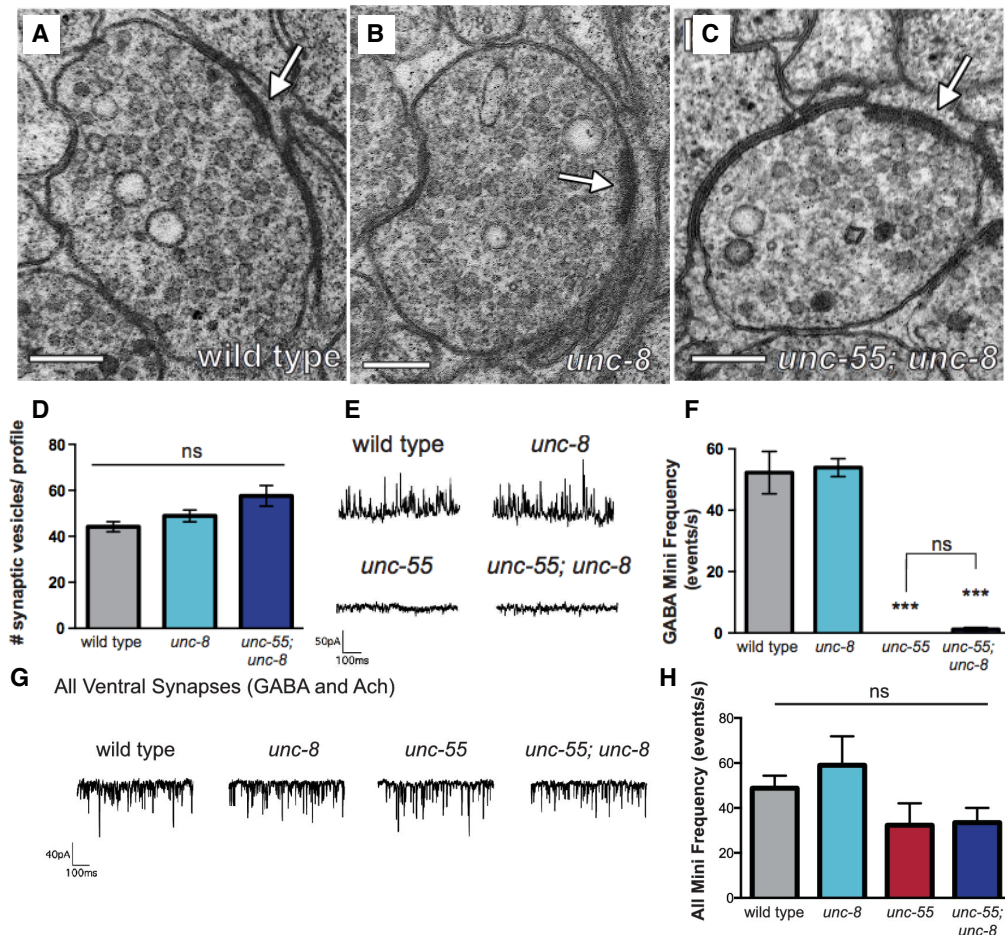 A
B
C
wild type
unc-8
unc-55; unc-8
D
# synaptic vesicles/ profile
80
60
40
20
0
ns
wild type
unc-8
unc-55;
unc-8
E
wild type
unc-8
unc-55
unc-55; unc-8
50pA
100ms
F
GABA Mini Frequency
(events/s)
60
40
20
0
ns
***
***
wild type
unc-8
unc-55
unc-55;
unc-8
G
All Ventral Synapses (GABA and Ach)
wild type
unc-8
unc-55
unc-55; unc-8
40pA
100ms
H
All Mini Frequency (events/s)
80
60
40
20
0
ns
wild type
unc-8
unc-55
unc-55;
unc-8